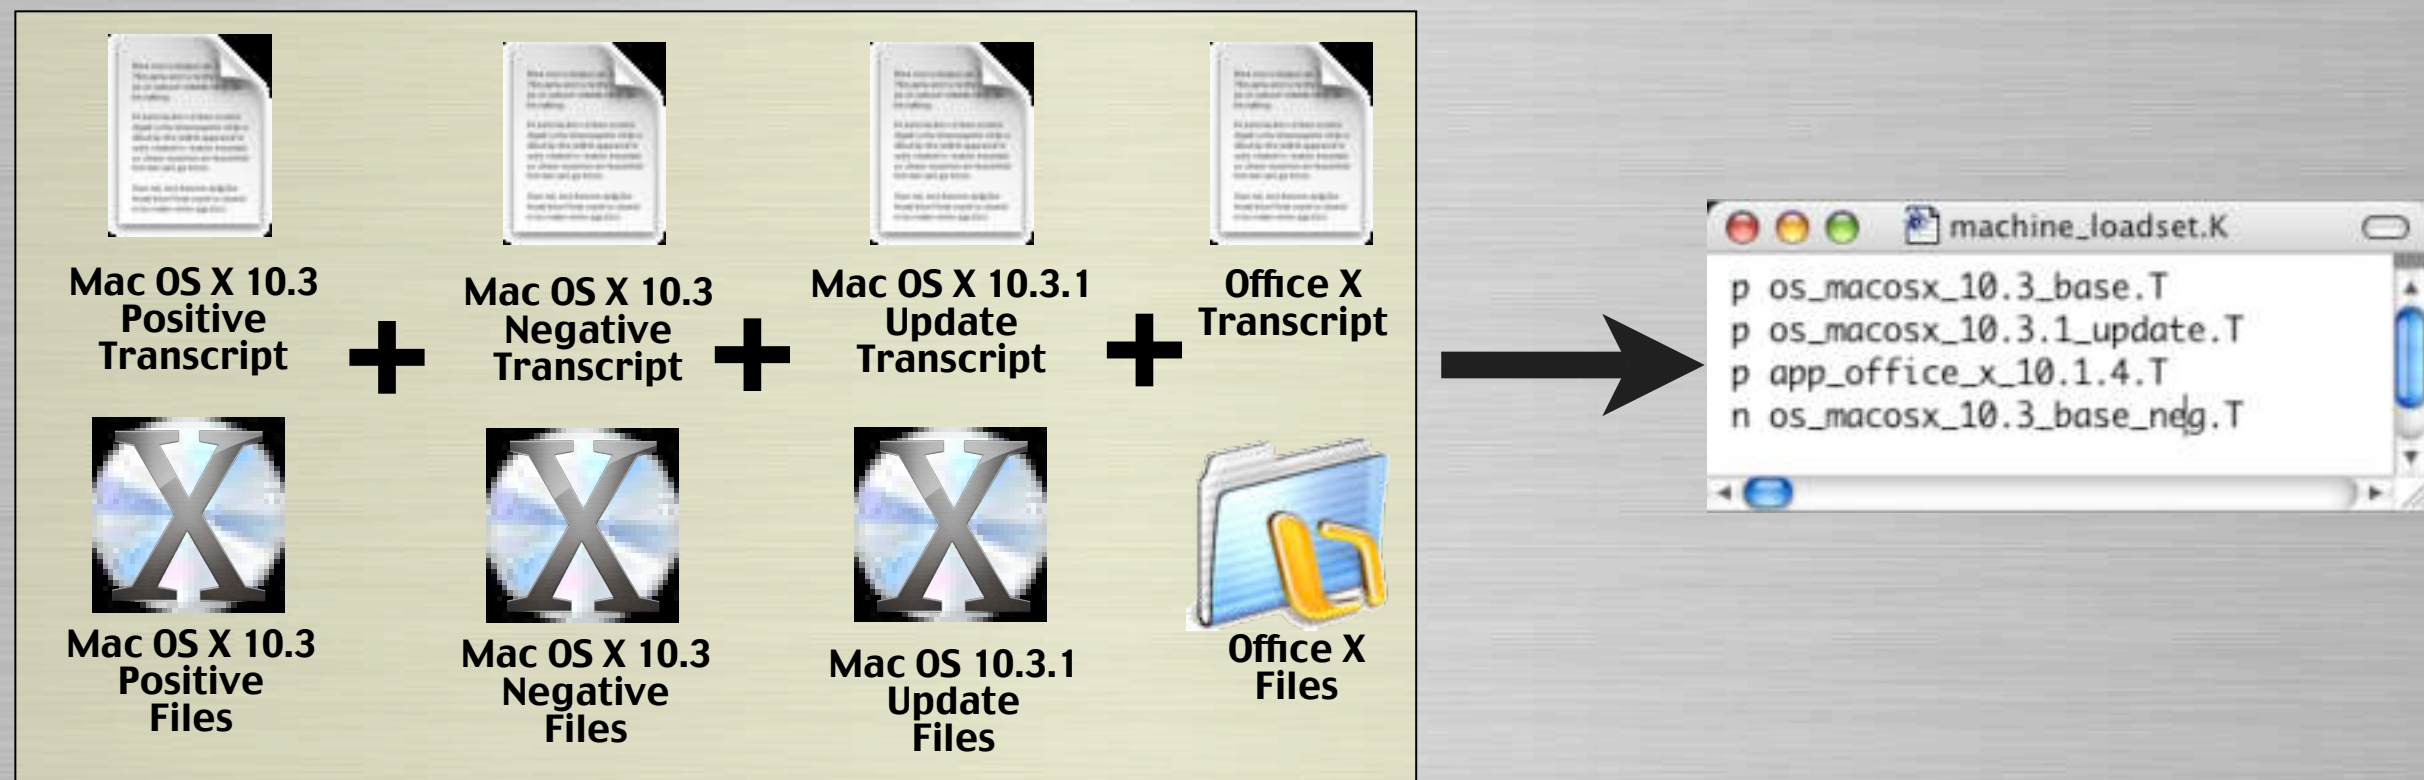 Mac OS X 10.3
Positive
Transcript
+
Mac OS X 10.3
Negative
Transcript
+
Mac OS X 10.3.1
Update
Transcript
+
Office X
Transcript
Mac OS X 10.3
Positive
Files
Mac OS X 10.3
Negative
Files
Mac OS 10.3.1
Update
Files
Office X
Files
machine_loadset.K
p os_macosx_10.3_base.T
p os_macosx_10.3.1_update.T
p app_office_x_10.1.4.T
n os_macosx_10.3_base_neg.T